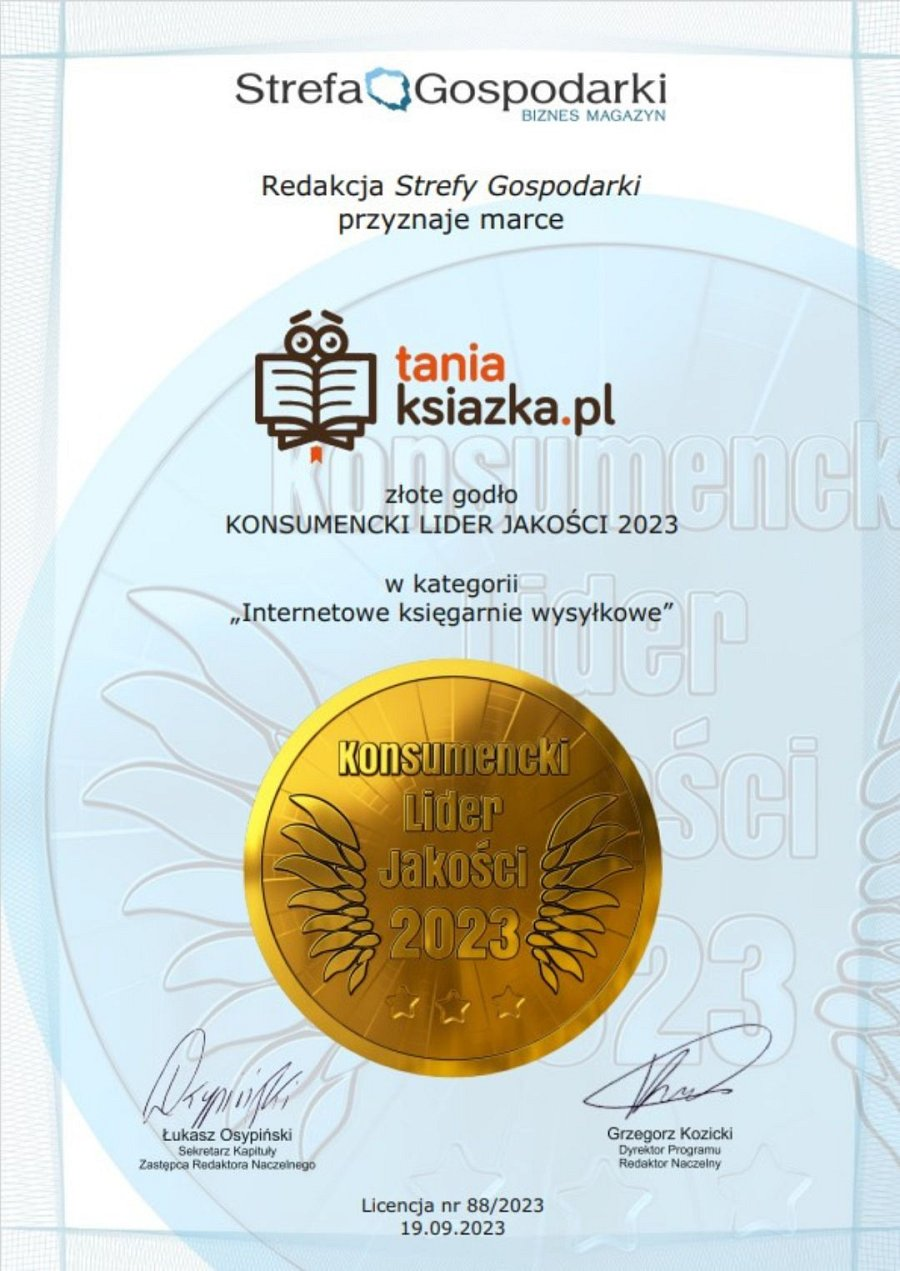 Strefa Gospodarki
BIZNES MAGAZYN
Redakcja Strefy Gospodarki
przyznaje marce
tania
ksiazka.pl
złote godło
KONSUMENCKI LIDER JAKOŚCI 2023
w kategorii
„Internetowe księgarnie wysyłkowe”
Konsumencki
Lider
Jakości
2023
Łukasz Osypiński
Sekretarz Kapituły
Zastępca Redaktora Naczelnego
Grzegorz Kozicki
Dyrektor Programu
Redaktor Naczelny
Licencja nr 88/2023
19.09.2023